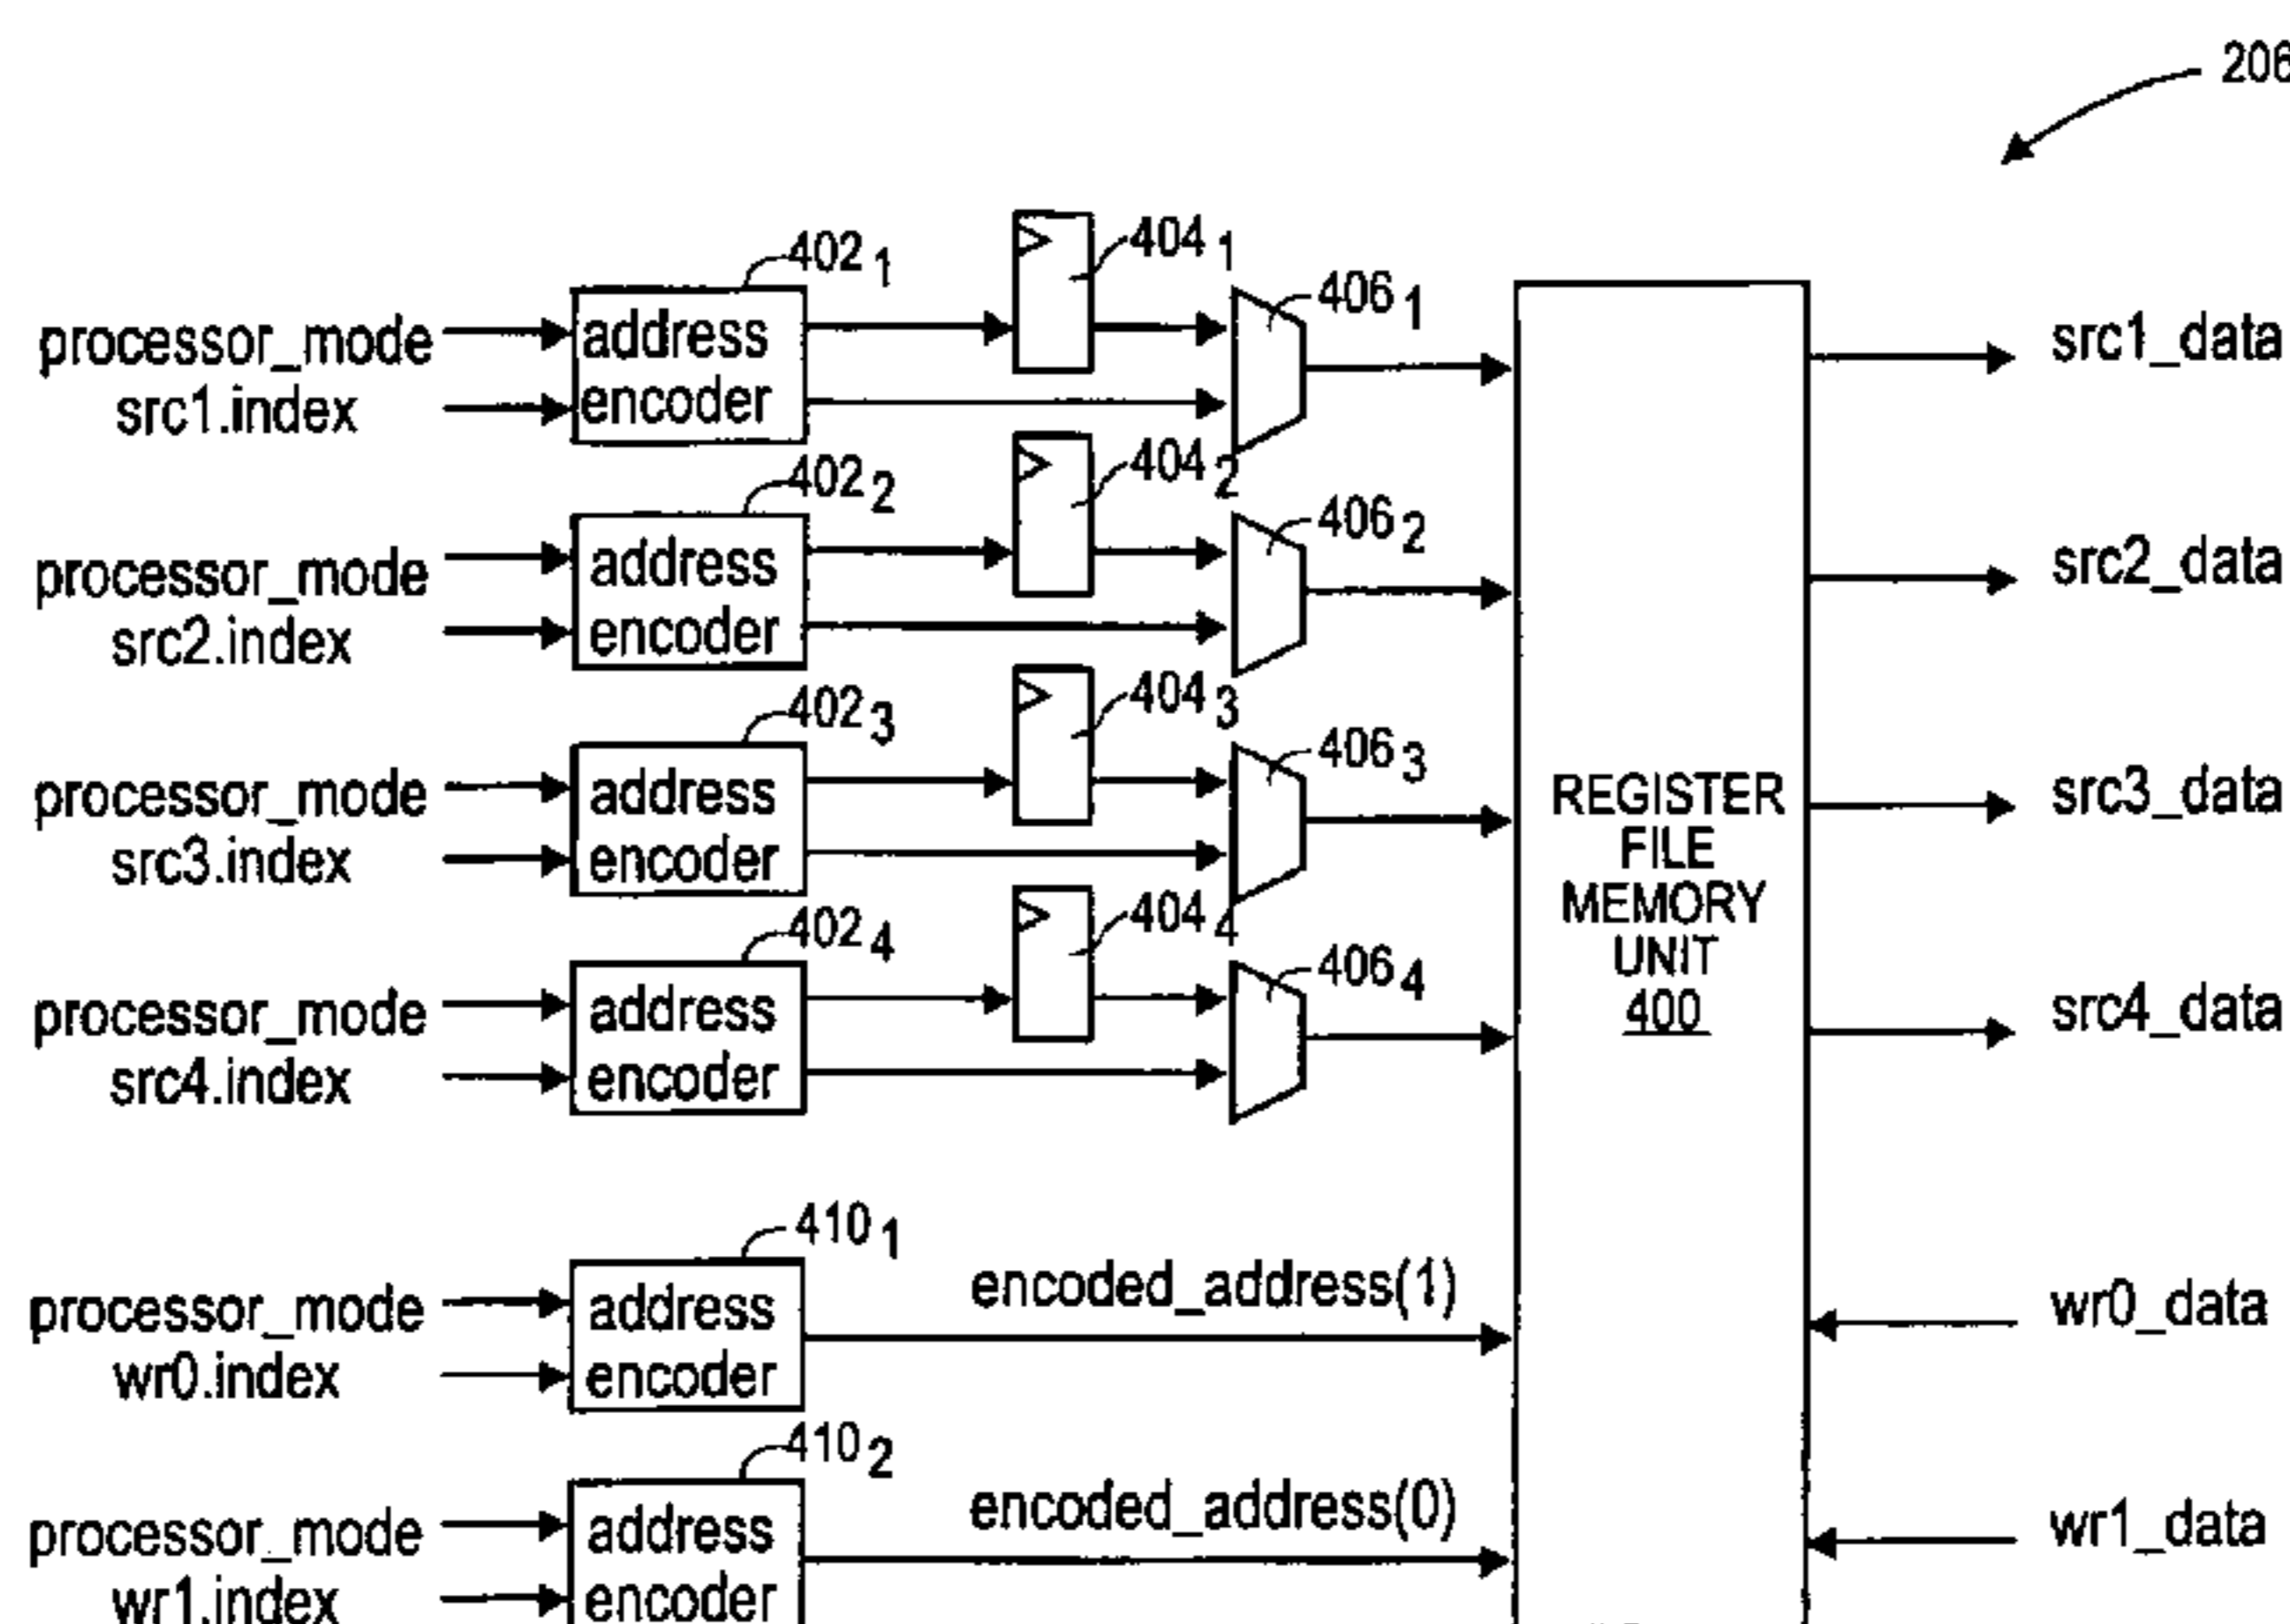 206
402 1
404 1
406 1
processor_mode
src1.index
address
encoder
src1_data
402 2
404 2
406 2
processor_mode
src2.index
address
encoder
src2_data
402 3
404 3
406 3
processor_mode
src3.index
address
encoder
src3_data
REGISTER
FILE
MEMORY
UNIT
400
402 4
404 4
406 4
processor_mode
src4.index
address
encoder
src4_data
410 1
processor_mode
wr0.index
address
encoder
encoded_address(1)
wr0_data
410 2
processor_mode
wr1.index
address
encoder
encoded_address(0)
wr1_data